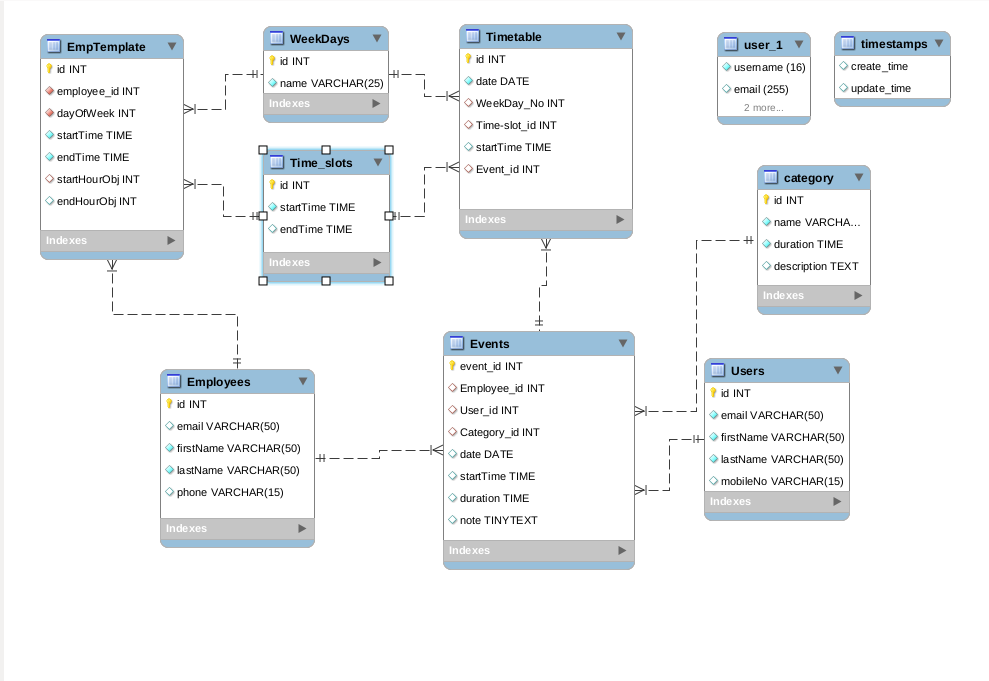 EmpTemplate
id INT
employee_id INT
dayOfWeek INT
startTime TIME
endTime TIME
startHourObj INT
endHourObj INT
Indexes
WeekDays
id INT
name VARCHAR(25)
Indexes
Time_slots
id INT
startTime TIME
endTime TIME
Indexes
Timetable
id INT
date DATE
WeekDay_No INT
Time-slot_id INT
startTime TIME
Event_id INT
Indexes
user_1
username (16)
email (255)
2 more...
timestamps
create_time
update_time
category
id INT
name VARCHA...
duration TIME
description TEXT
Indexes
Employees
id INT
email VARCHAR(50)
firstName VARCHAR(50)
lastName VARCHAR(50)
phone VARCHAR(15)
Indexes
Events
event_id INT
Employee_id INT
User_id INT
Category_id INT
date DATE
startTime TIME
duration TIME
note TINYTEXT
Indexes
Users
id INT
email VARCHAR(50)
firstName VARCHAR(50)
lastName VARCHAR(50)
mobileNo VARCHAR(15)
Indexes